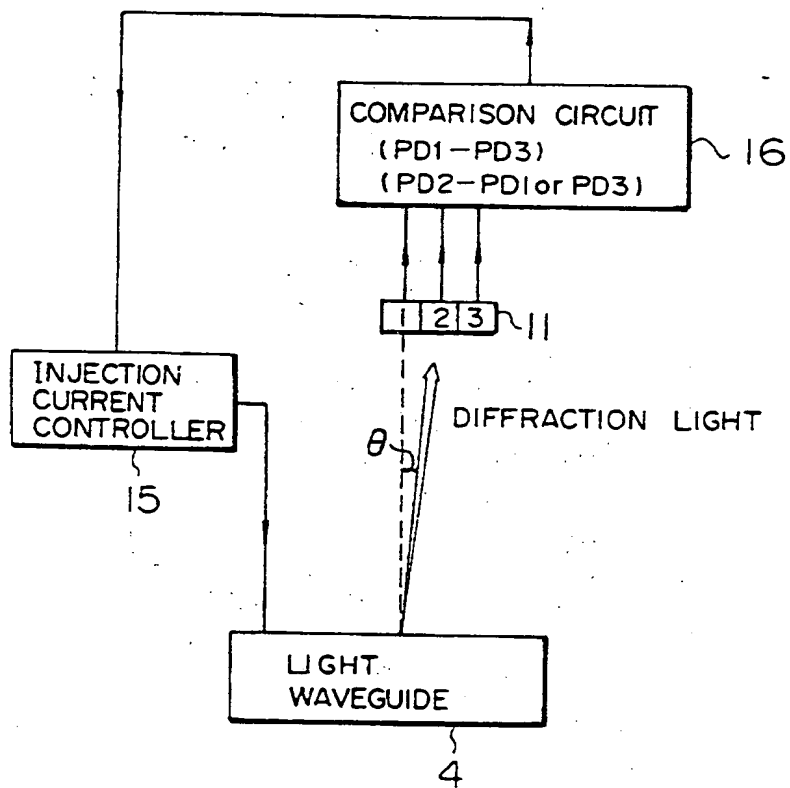 COMPARISON CIRCUIT
(PD1-PD3)
(PD2-PD1 or PD3)
16
1 2 3
11
INJECTION
CURRENT
CONTROLLER
15
DIFFRACTION LIGHT
θ
LIGHT
WAVEGUIDE
4